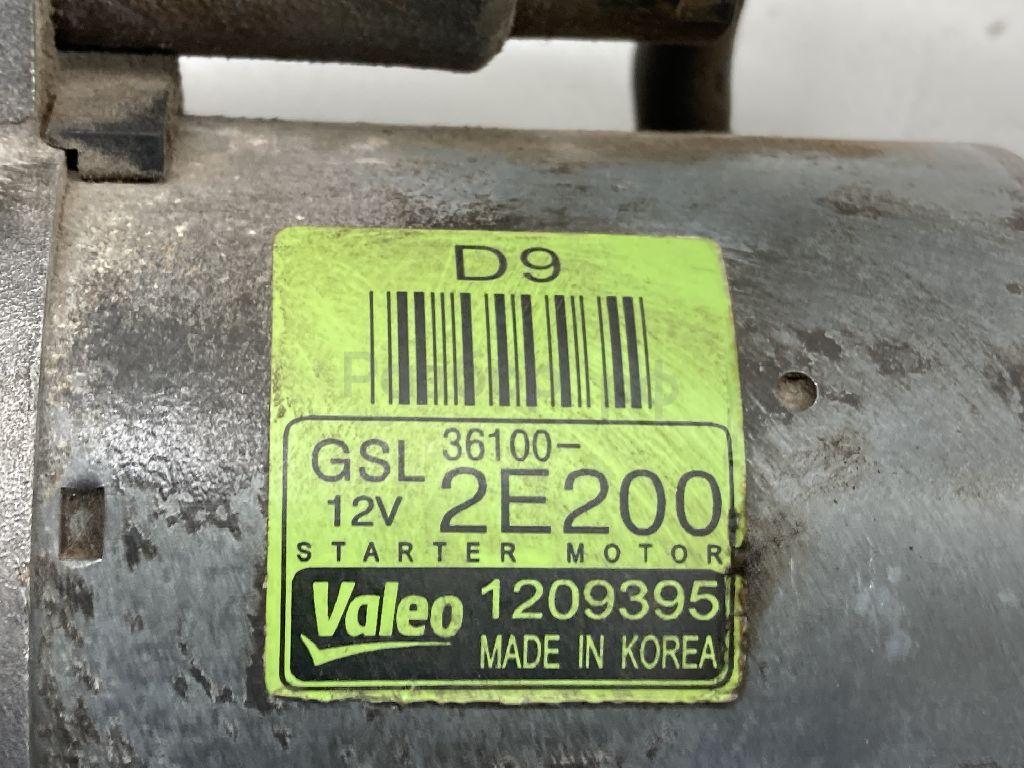 D9
GSL 36100-
12V 2E200
STARTER MOTOR
Valeo 1209395
MADE IN KOREA